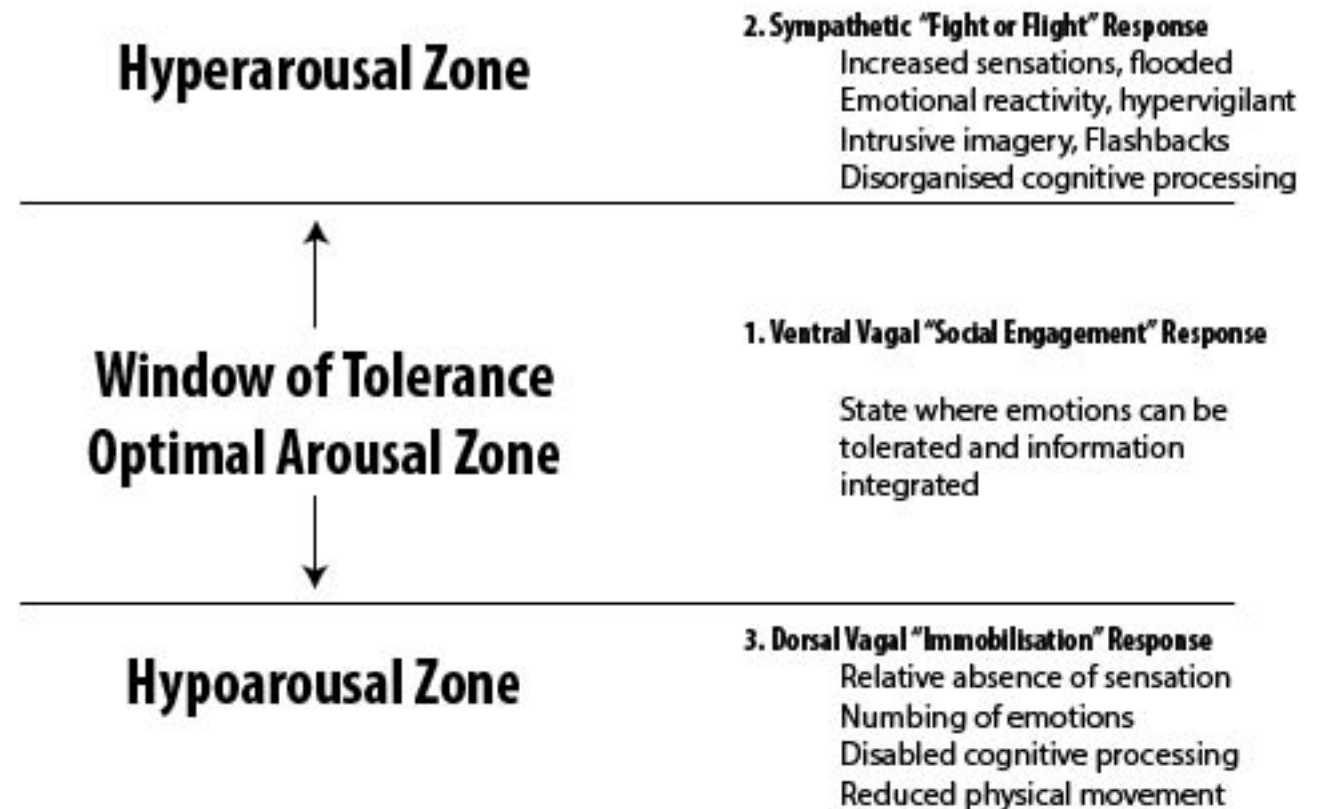 Hyperarousal Zone
2. Sympathetic “Fight or Flight” Response
Increased sensations, flooded
Emotional reactivity, hypervigilant
Intrusive imagery, Flashbacks
Disorganised cognitive processing
Window of Tolerance
Optimal Arousal Zone
1. Ventral Vagal “Social Engagement” Response
State where emotions can be
tolerated and information
integrated
Hypoarousal Zone
3. Dorsal Vagal “Immobilisation” Response
Relative absence of sensation
Numbing of emotions
Disabled cognitive processing
Reduced physical movement